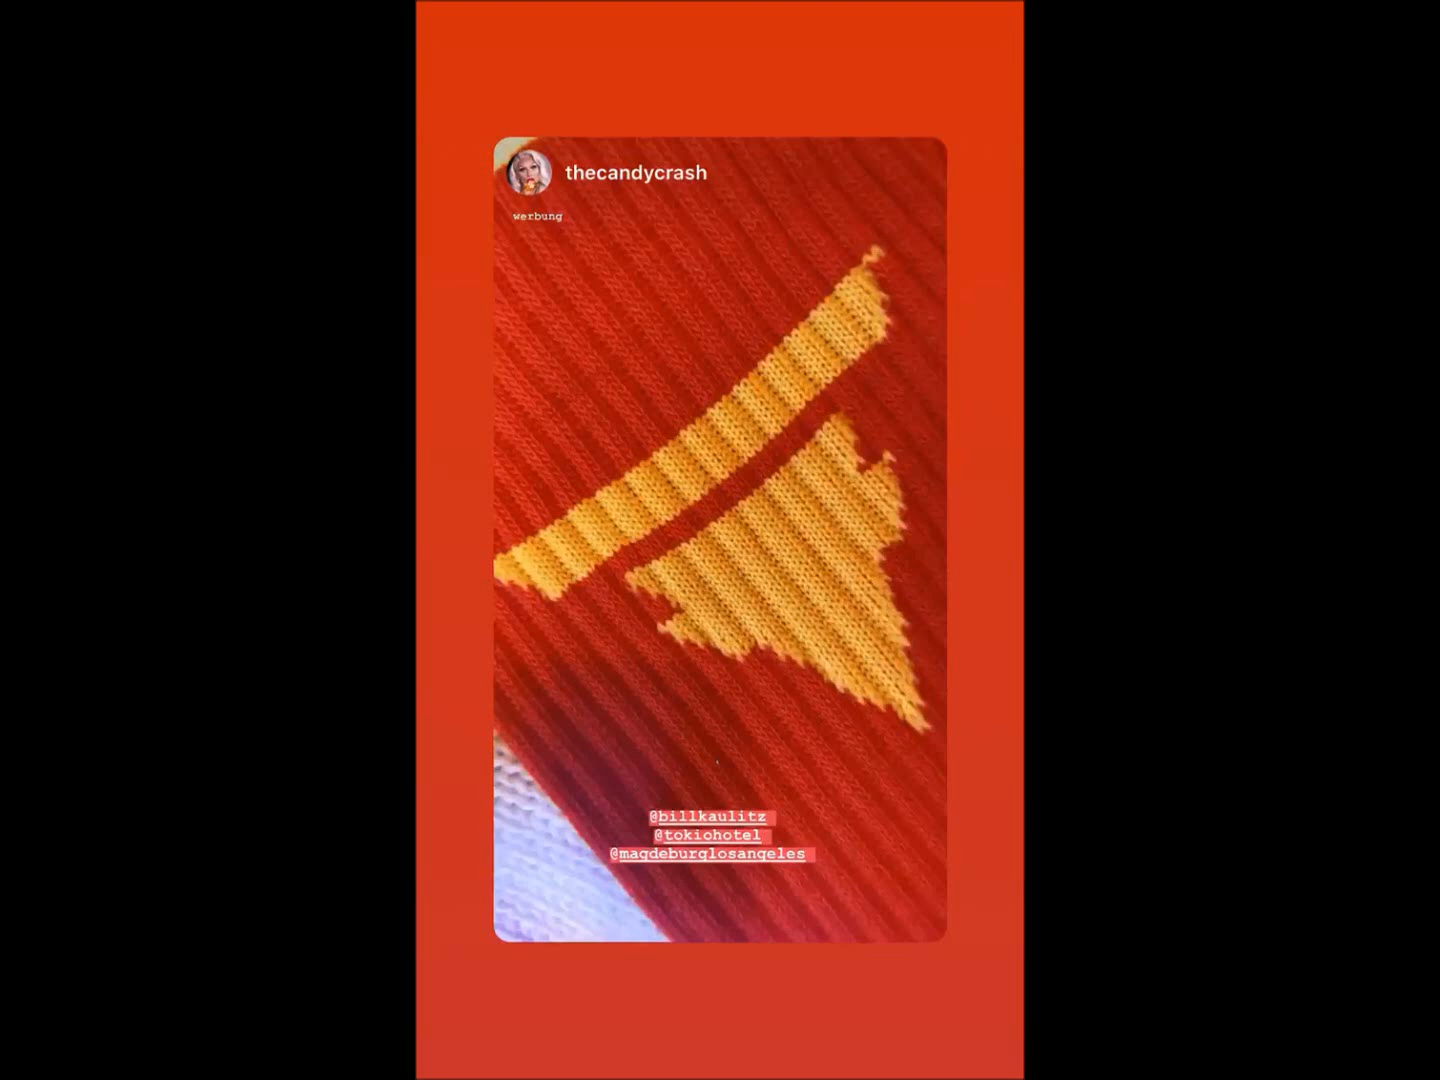 thecandycrash
werbung
@billkaulitz
@tokiohotel
@magdeburglosangeles